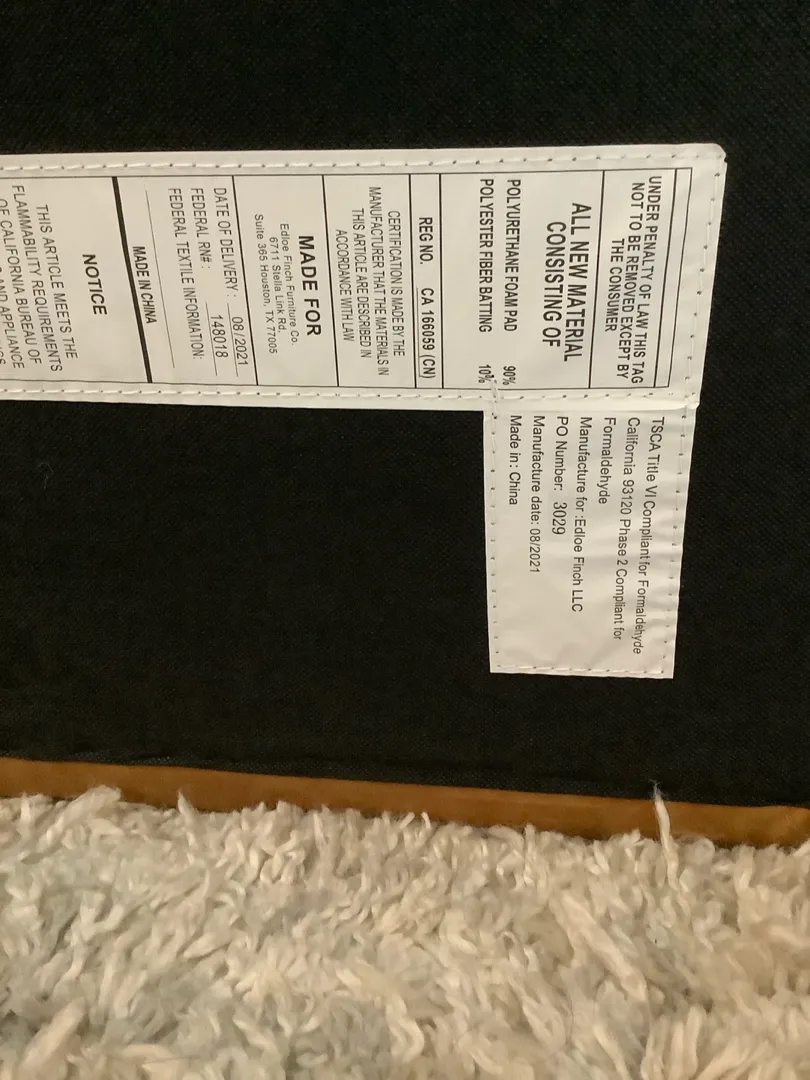 UNDER PENALTY OF LAW THIS TAG
NOT TO BE REMOVED EXCEPT BY
THE CONSUMER
ALL NEW MATERIAL
CONSISTING OF
POLYURETHANE FOAM PAD 90%
POLYESTER FIBER BATTING 10%
REG NO. CA 166059 (CN)
CERTIFICATION IS MADE BY THE
MANUFACTURER THAT THE MATERIALS IN
THIS ARTICLE ARE DESCRIBED IN
ACCORDANCE WITH LAW
MADE FOR
Edloe Finch Furniture Co.
6711 Stella Link Rd.
Suite 365 Houston, TX 77005
DATE OF DELIVERY: 08/2021
FEDERAL RN#: 148018
FEDERAL TEXTILE INFORMATION:
MADE IN CHINA
NOTICE
THIS ARTICLE MEETS THE
FLAMMABILITY REQUIREMENTS
OF CALIFORNIA BUREAU OF
AND APPLIANCE
TSCA Title VI Compliant for Formaldehyde
California 93120 Phase 2 Compliant for
Formaldehyde
Manufacture for :Edloe Finch LLC
PO Number: 3029
Manufacture date: 08/2021
Made in: China